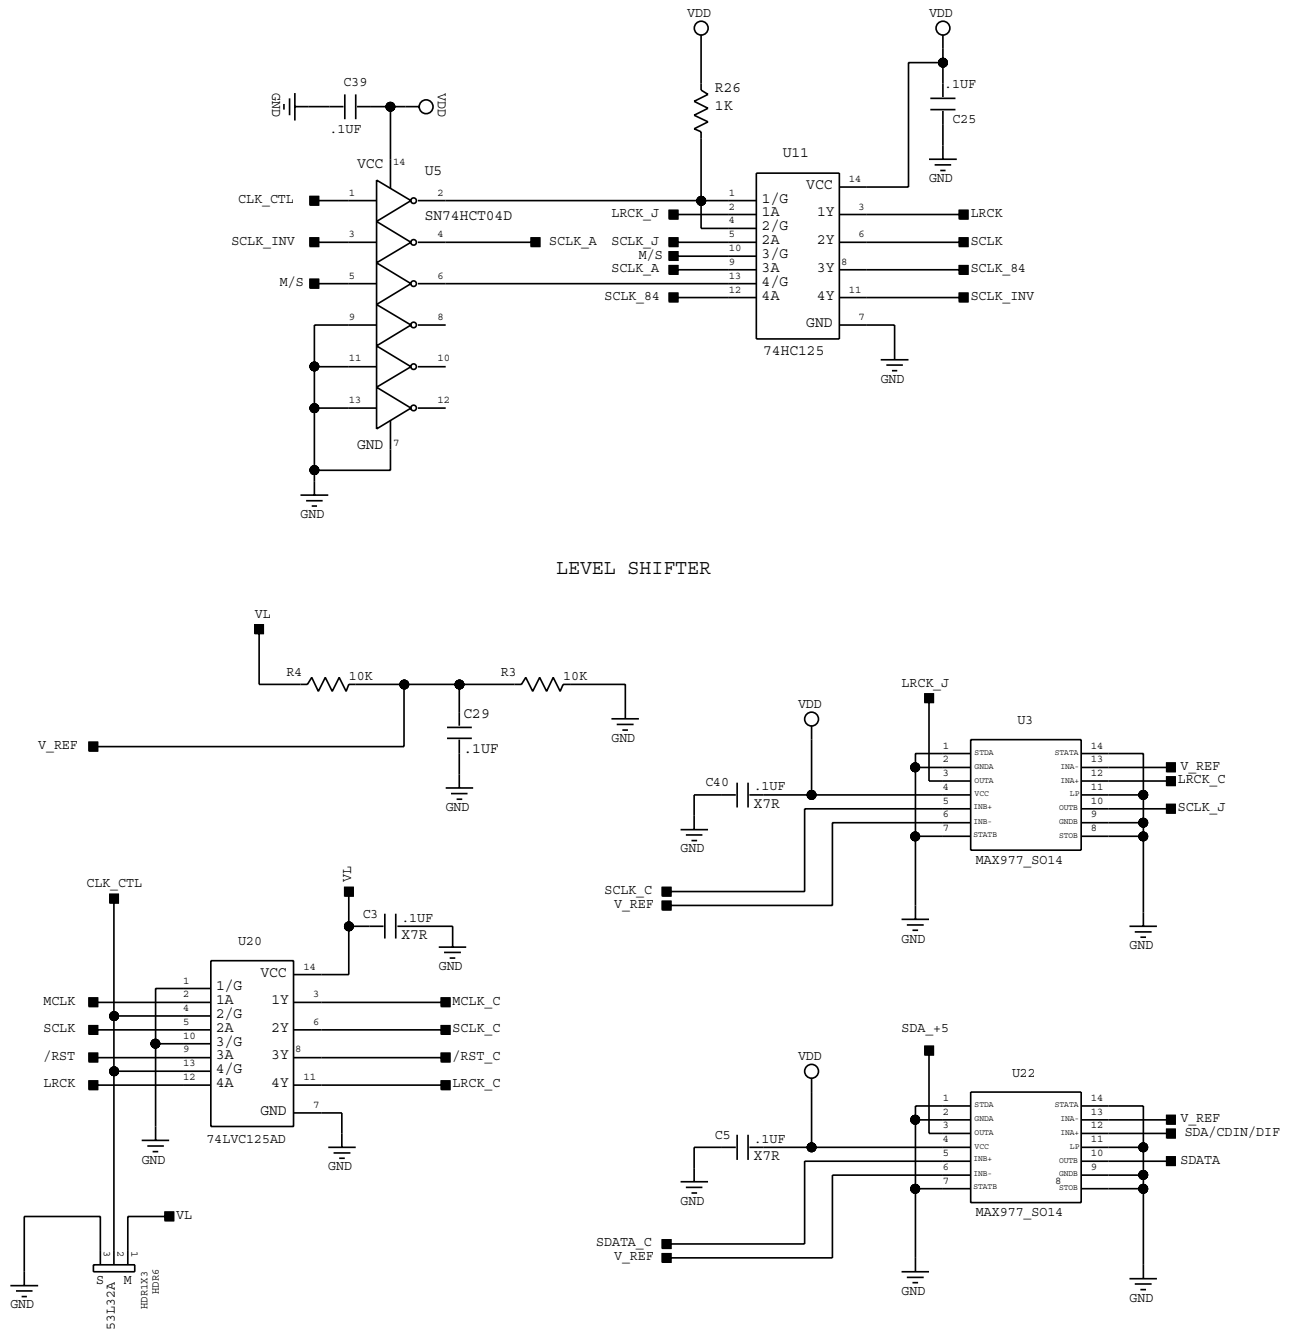 VDD
VDD
C39
.1UF
GND
VDD
R26
1K
.1UF
C25
GND
U11
VCC 14
U5
VCC 14
CLK_CTL 1 2
SN74HCT04D
1 1/G
LRCK_J 2 1A 1Y 3 LRCK
4 2/G
SCLK_INV 3 4 SCLK_A
SCLK_J 5 2A 2Y 6 SCLK
M/S 10 3/G
SCLK_A 9 3A 3Y 8 SCLK_84
M/S 5 6
13 4/G
SCLK_84 12 4A 4Y 11 SCLK_INV
9 8
GND 7
74HC125
GND
11 10
13 12
GND 7
GND
LEVEL SHIFTER
VL
R4 10K
R3 10K
C29
.1UF
V_REF
GND
GND
LRCK_J
VDD
U3
1 STDA STATA 14
2 GNDA INA- 13 V_REF
3 OUTA INA+ 12 LRCK_C
4 VCC LP 11
5 INB+ OUTB 10 SCLK_J
6 INB- GNDB 9
7 STATB STOB 8
MAX977_SO14
C40 .1UF
X7R
GND
SCLK_C
V_REF
GND
GND
CLK_CTL
VL
C3 .1UF
X7R
GND
U20
VCC 14
1 1/G
MCLK 2 1A 1Y 3 MCLK_C
4 2/G
SCLK 5 2A 2Y 6 SCLK_C
10 3/G
/RST 9 3A 3Y 8 /RST_C
13 4/G
LRCK 12 4A 4Y 11 LRCK_C
GND 7
74LVC125AD
GND
GND
SDA_+5
VDD
U22
1 STDA STATA 14
2 GNDA INA- 13 V_REF
3 OUTA INA+ 12 SDA/CDIN/DIF
4 VCC LP 11
5 INB+ OUTB 10 SDATA
6 INB- GNDB 9
7 STATB STOB 8
MAX977_SO14
C5 .1UF
X7R
GND
SDATA_C
V_REF
GND
GND
VL
3 2 1
S M
GND
53L32A
HDR1X3
HDR6